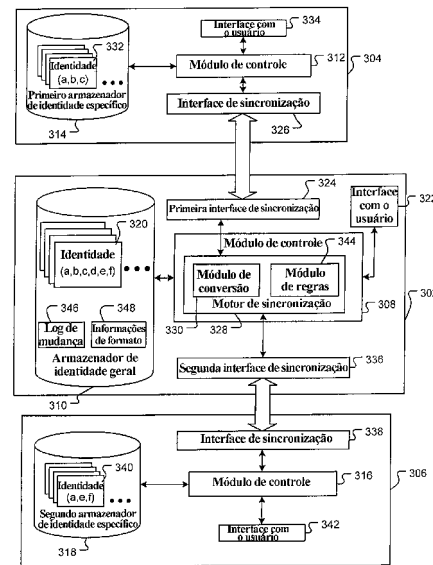 334
Interface com
o usuário
332
Identidade
(a,b,c)
Módulo de controle
312
304
Primeiro armazenador
de identidade específico
314
Interface de sincronização
326
324
Primeira interface de sincronização
Interface
com o
usuário
322
320
Identidade
(a,b,c,d,e,f)
Módulo de controle
344
Módulo de
conversão
Módulo
de regras
308
346
348
330
Motor de sincronização
328
Log de
mudança
Informações
de formato
Armazenador
de identidade geral
336
Segunda interface de sincronização
310
338
Interface de sincronização
340
Identidade
(a,e,f)
Módulo de controle
316
306
Segundo armazenador
de identidade específico
318
Interface com
o usuário
342